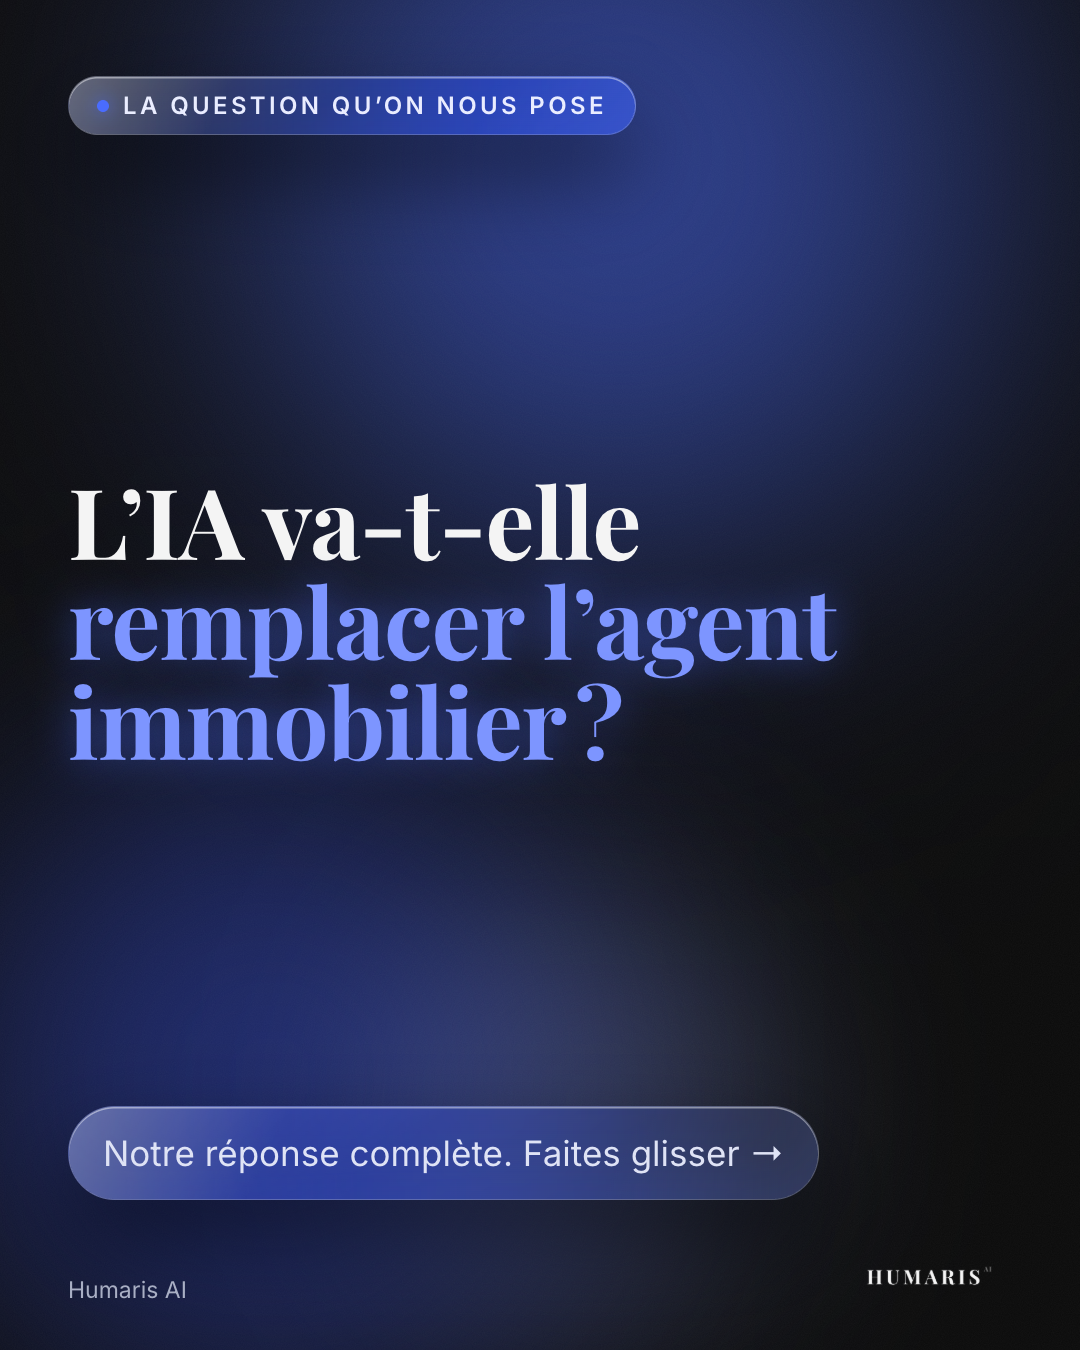 LA QUESTION QU’ON NOUS POSE
L’IA va-t-elle
remplacer l’agent
immobilier ?
Notre réponse complète. Faites glisser →
Humaris AI
HUMARIS AI